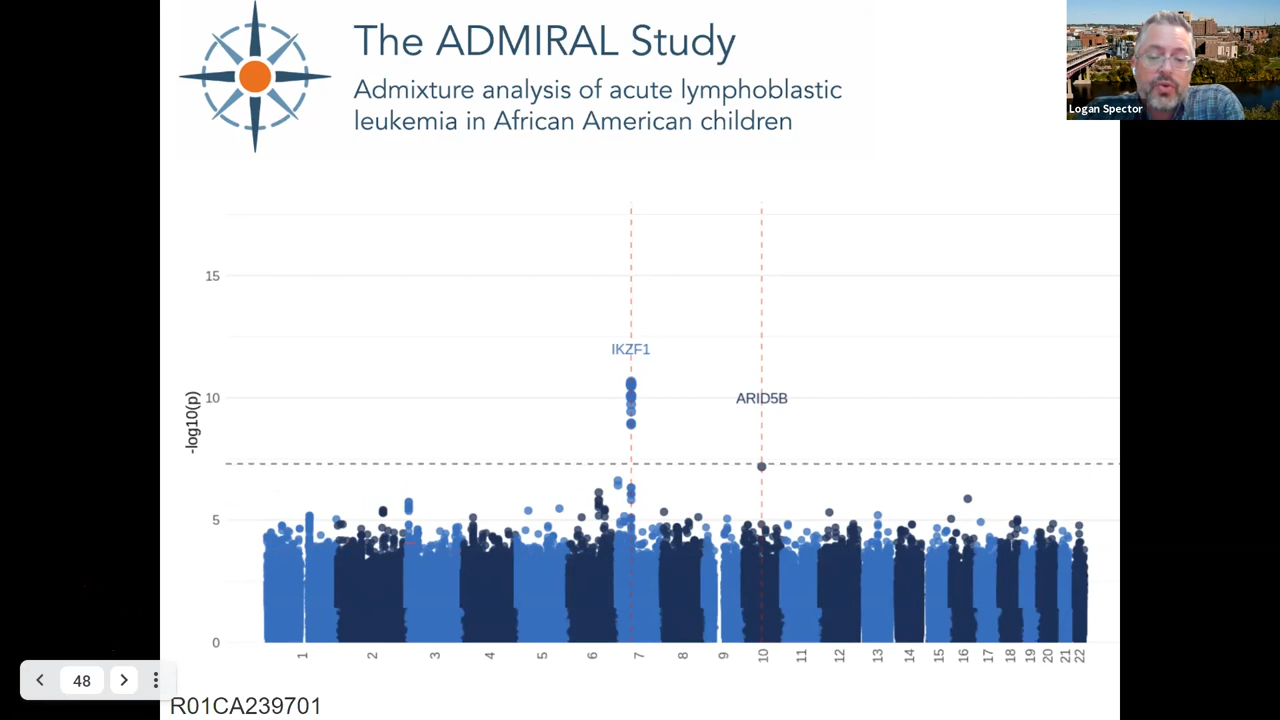 The ADMIRAL Study
Admixture analysis of acute lymphoblastic
leukemia in African American children
Logan Spector
15
IKZF1
10
ARID5B
-log10(p)
5
0
1 2 3 4 5 6 7 8 9 10 11 12 13 14 15 16 17 18 19 20 21 22
48
R01CA239701